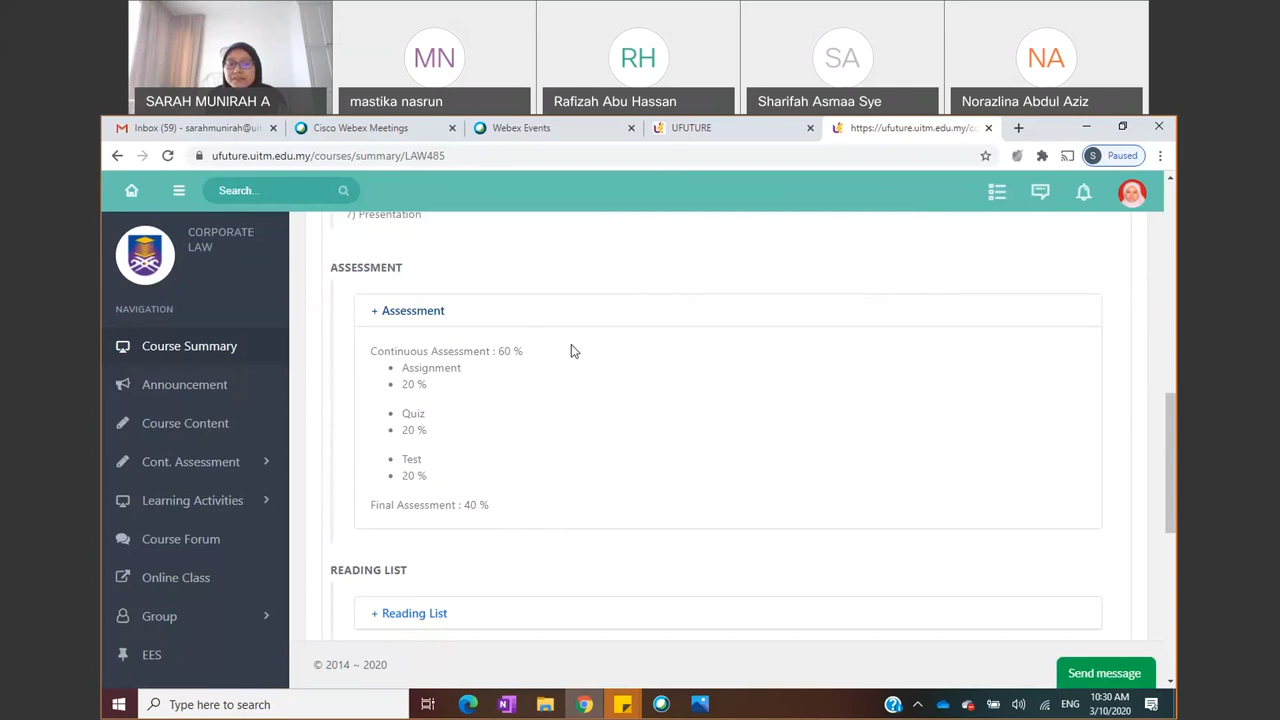 MN
RH
SA
NA
SARAH MUNIRAH A
mastika nasrun
Rafizah Abu Hassan
Sharifah Asmaa Sye
Norazlina Abdul Aziz
Inbox (59) - sarahmunirah@ui
Cisco Webex Meetings
Webex Events
UFUTURE
https://ufuture.uitm.edu.my/co
ufuture.uitm.edu.my/courses/summary/LAW485
S Paused
Search...
CORPORATE
LAW
NAVIGATION
Course Summary
Announcement
Course Content
Cont. Assessment
Learning Activities
Course Forum
Online Class
Group
EES
7) Presentation
ASSESSMENT
+ Assessment
Continuous Assessment : 60 %
• Assignment
• 20 %
• Quiz
• 20 %
• Test
• 20 %
Final Assessment : 40 %
READING LIST
+ Reading List
© 2014 ~ 2020
Send message
Type here to search
ENG
10:30 AM
3/10/2020